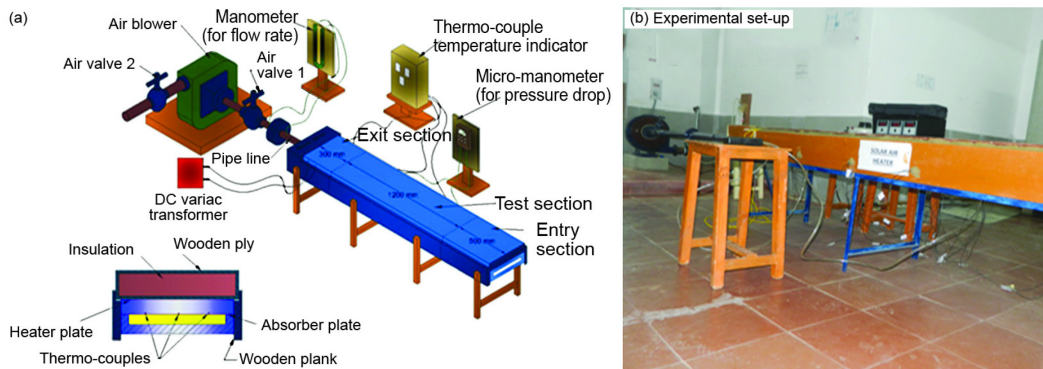 (a)
Manometer
(for flow rate)
Air blower
Air
valve 1
Air valve 2
Thermo-couple
temperature indicator
Micro-manometer
(for pressure drop)
Exit section
300 mm
Pipe line
1200 mm
Test section
DC variac
transformer
Entry
section
500 mm
Wooden ply
Insulation
Heater plate
Absorber plate
Thermo-couples
Wooden plank
(b) Experimental set-up
SOLAR AIR
HEATER